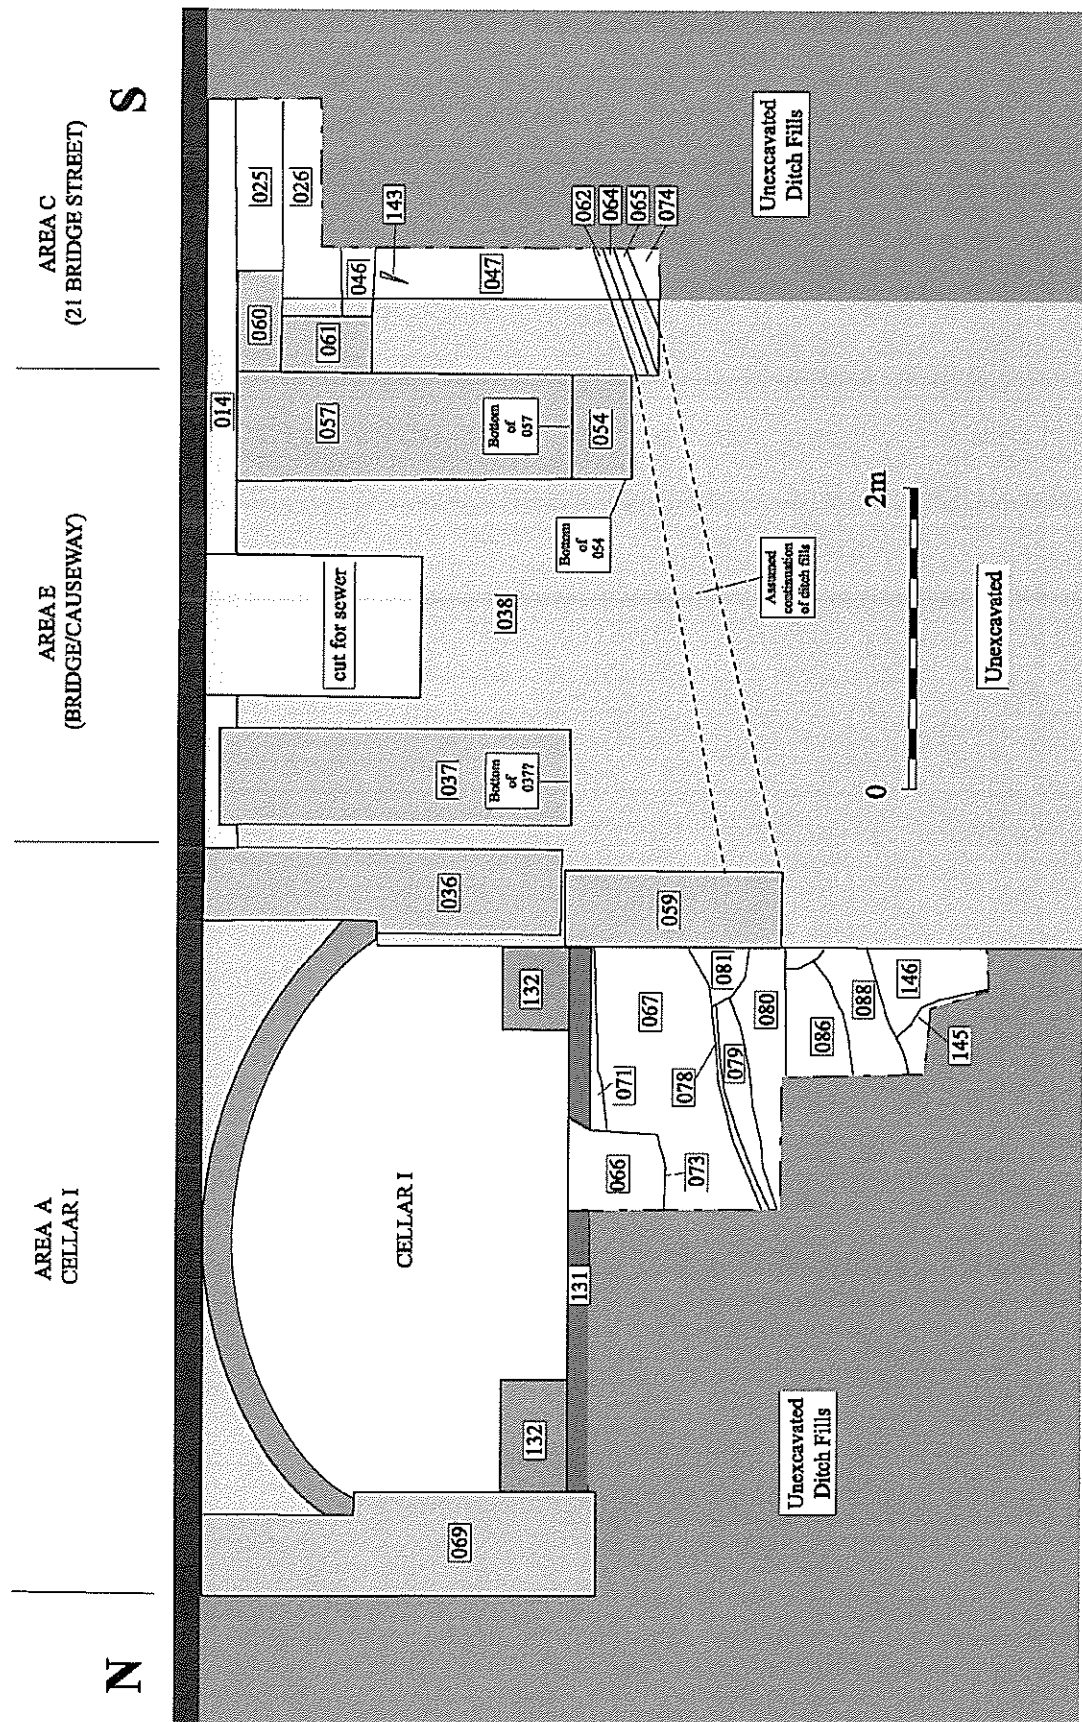 N
S
AREA A
CELLAR I
AREA E
(BRIDGE/CAUSEWAY)
AREA C
(21 BRIDGE STREET)
014
025
026
060
061
046
143
047
062
064
065
074
057
Bottom
of
057
054
Bottom
of
054
cut for sewer
038
037
Bottom
of
0377
036
059
Assumed
continuation
of ditch fills
CELLAR I
069
132
132
131
066
071
067
073
078
079
081
080
086
088
146
145
Unexcavated
Ditch Fills
Unexcavated
Unexcavated
Ditch Fills
0
2m